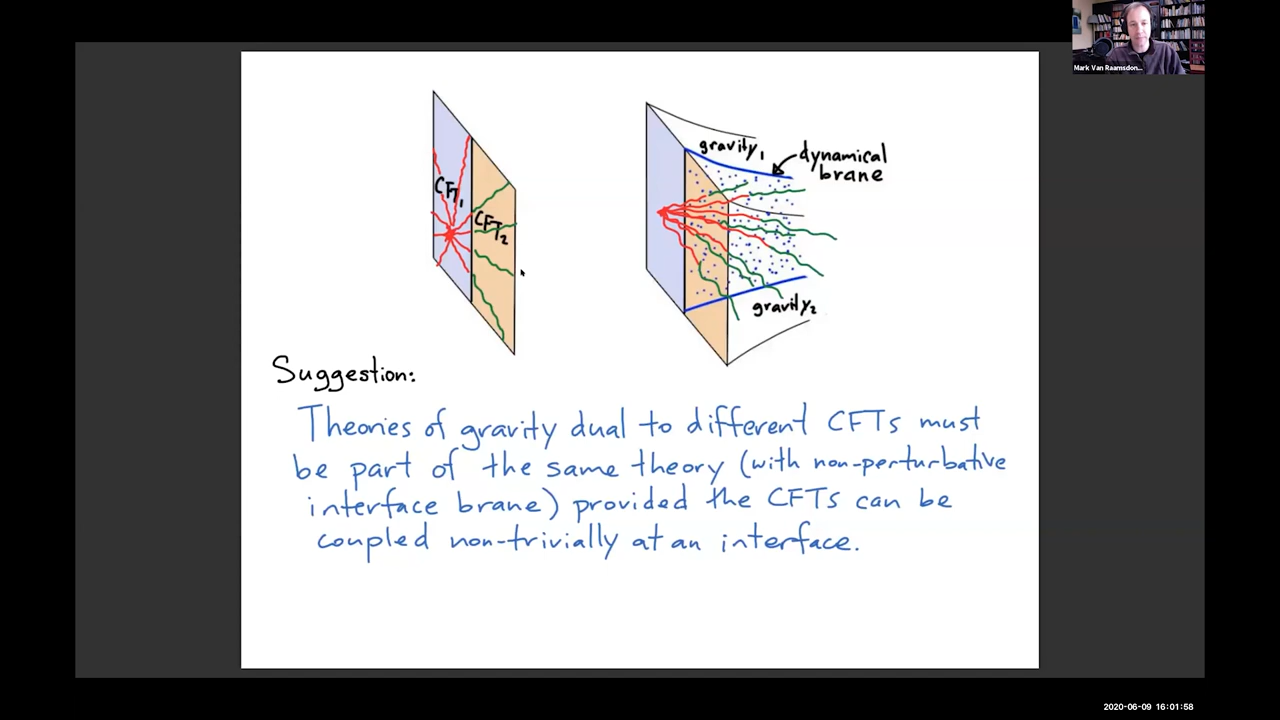 Mark Van Raamsdon...
CFT₁
CFT₂
gravity₁
dynamical
brane
gravity₂
Suggestion:
Theories of gravity dual to different CFTs must
be part of the same theory (with non-perturbative
interface brane) provided the CFTs can be
coupled non-trivially at an interface.
2020-06-09 16:01:58